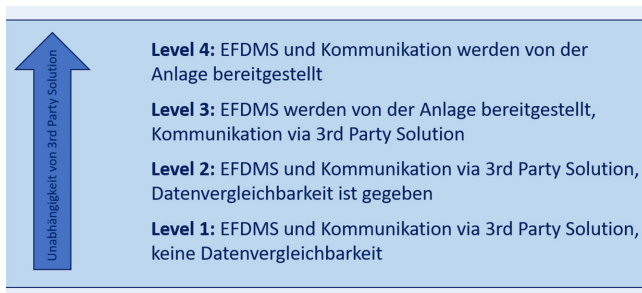 Unabhängigkeit von 3rd Party Solution
Level 4: EFDMS und Kommunikation werden von der
Anlage bereitgestellt
Level 3: EFDMS werden von der Anlage bereitgestellt,
Kommunikation via 3rd Party Solution
Level 2: EFDMS und Kommunikation via 3rd Party Solution,
Datenvergleichbarkeit ist gegeben
Level 1: EFDMS und Kommunikation via 3rd Party Solution,
keine Datenvergleichbarkeit